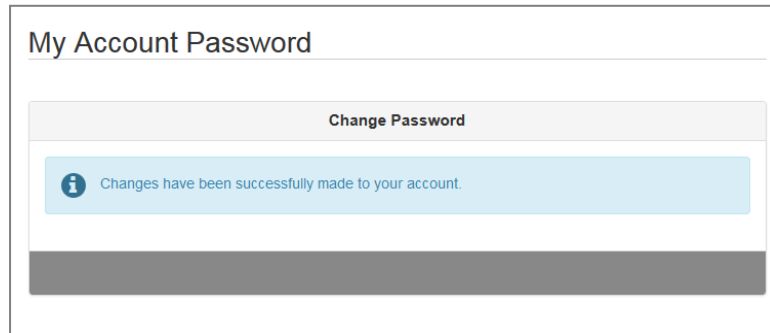 My Account Password
Change Password
Changes have been successfully made to your account.